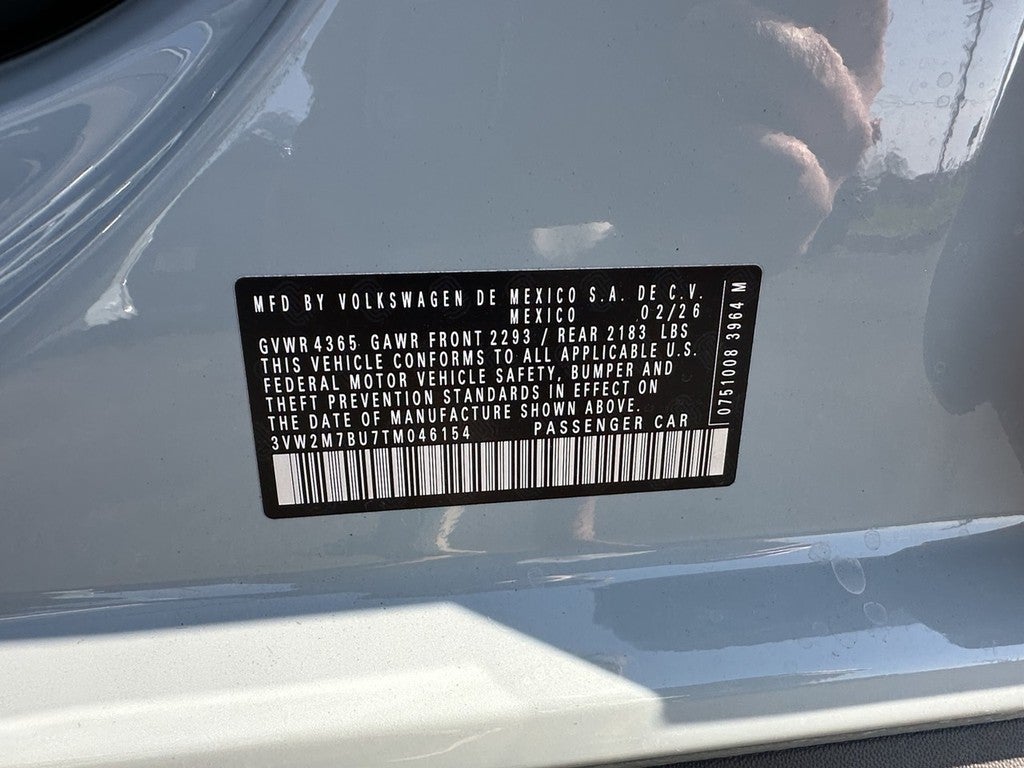 MFD BY VOLKSWAGEN DE MEXICO S.A. DE C.V.
MEXICO 02/26
GVWR 4365 GAWR FRONT 2293 / REAR 2183 LBS
THIS VEHICLE CONFORMS TO ALL APPLICABLE U.S.
FEDERAL MOTOR VEHICLE SAFETY, BUMPER AND
THEFT PREVENTION STANDARDS IN EFFECT ON
THE DATE OF MANUFACTURE SHOWN ABOVE.
3VW2M7BU7TM046154 PASSENGER CAR
0751008 3964 M